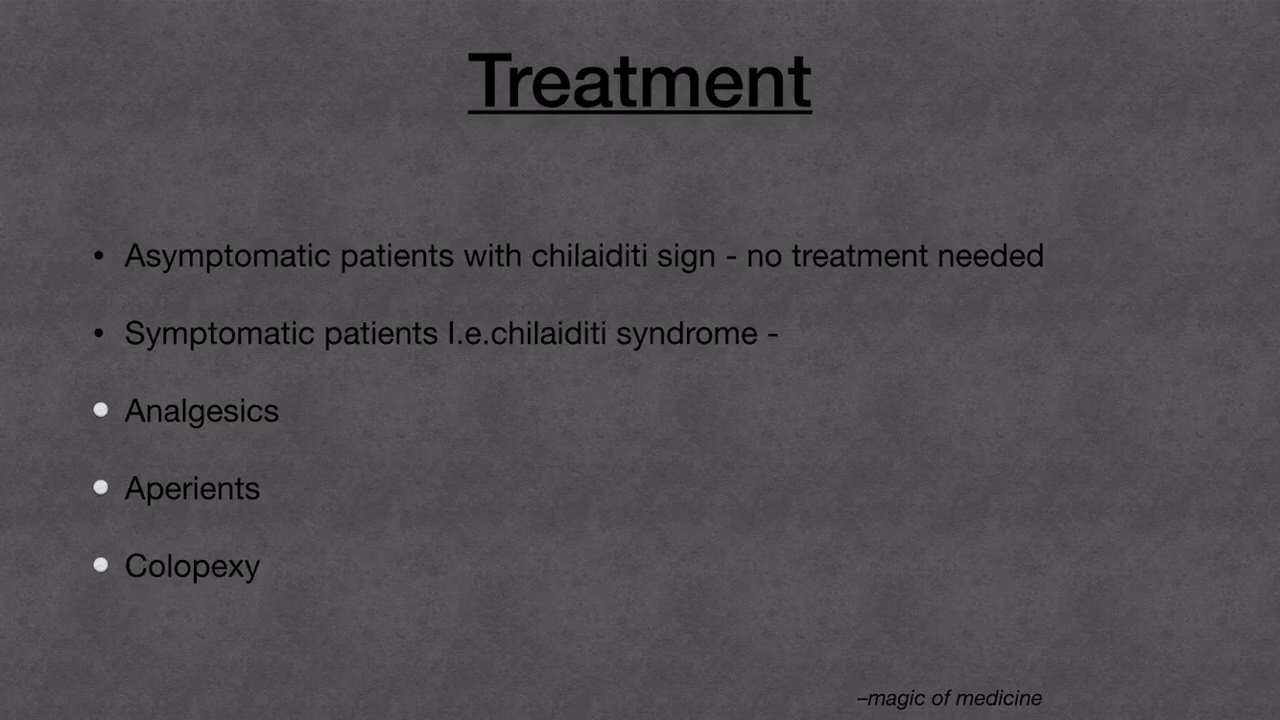 Treatment
• Asymptomatic patients with chilaiditi sign - no treatment needed
• Symptomatic patients I.e.chilaiditi syndrome -
• Analgesics
• Aperients
• Colopexy
–magic of medicine